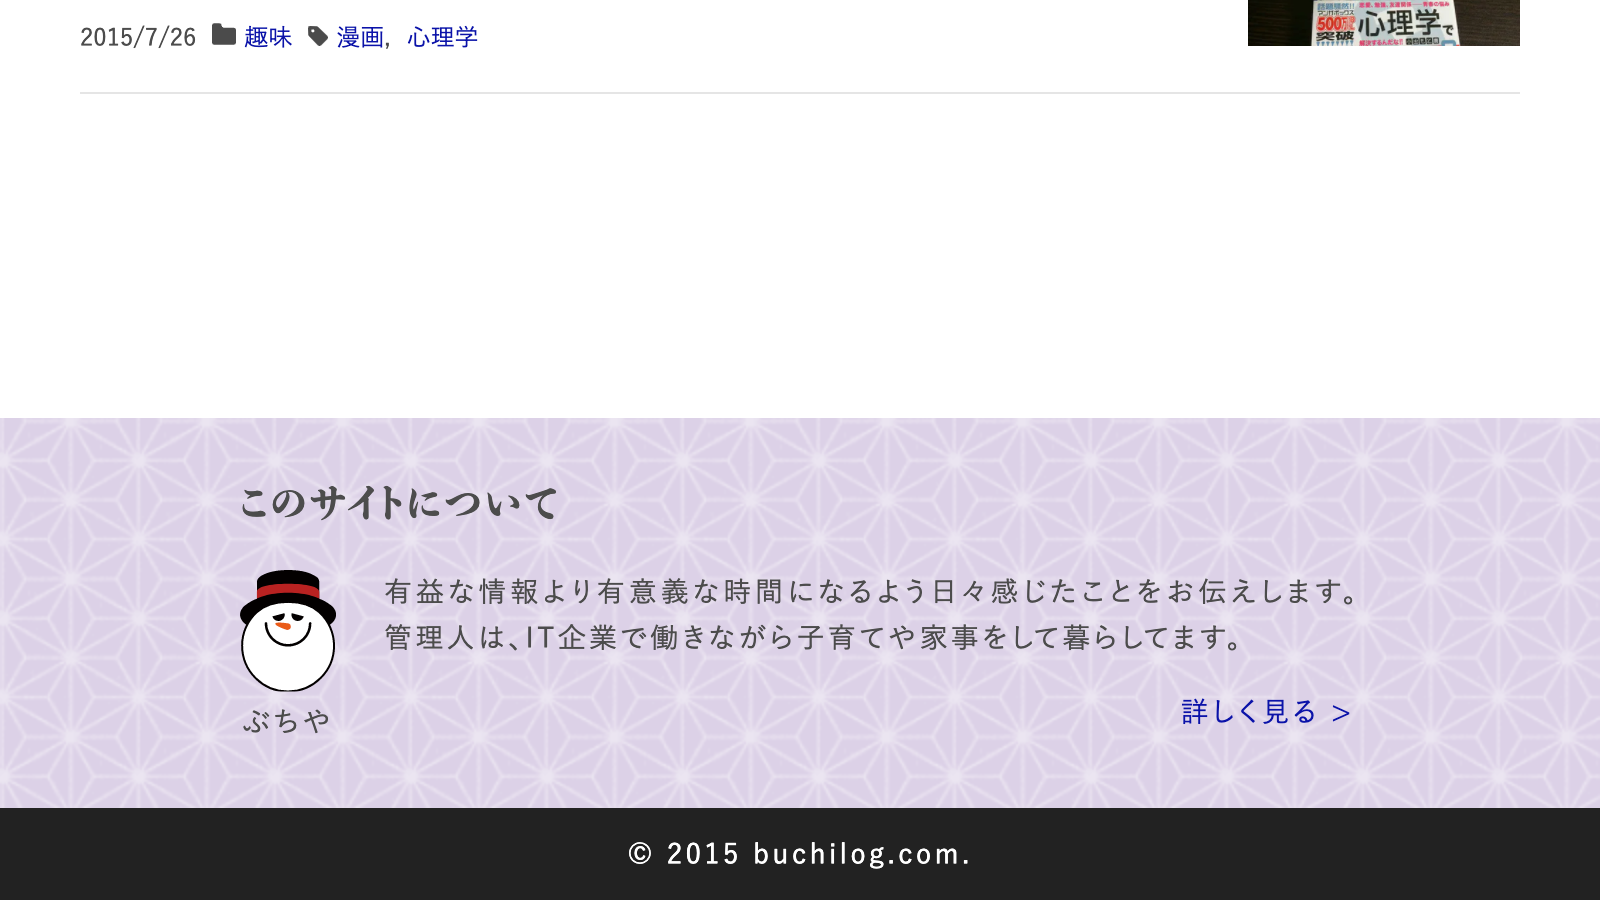 2015/7/26 趣味 漫画, 心理学
500万部
突破
心理学で
このサイトについて
有益な情報より有意義な時間になるよう日々感じたことをお伝えします。
管理人は、IT企業で働きながら子育てや家事をして暮らしてます。
ぶちや
詳しく見る >
© 2015 buchilog.com.